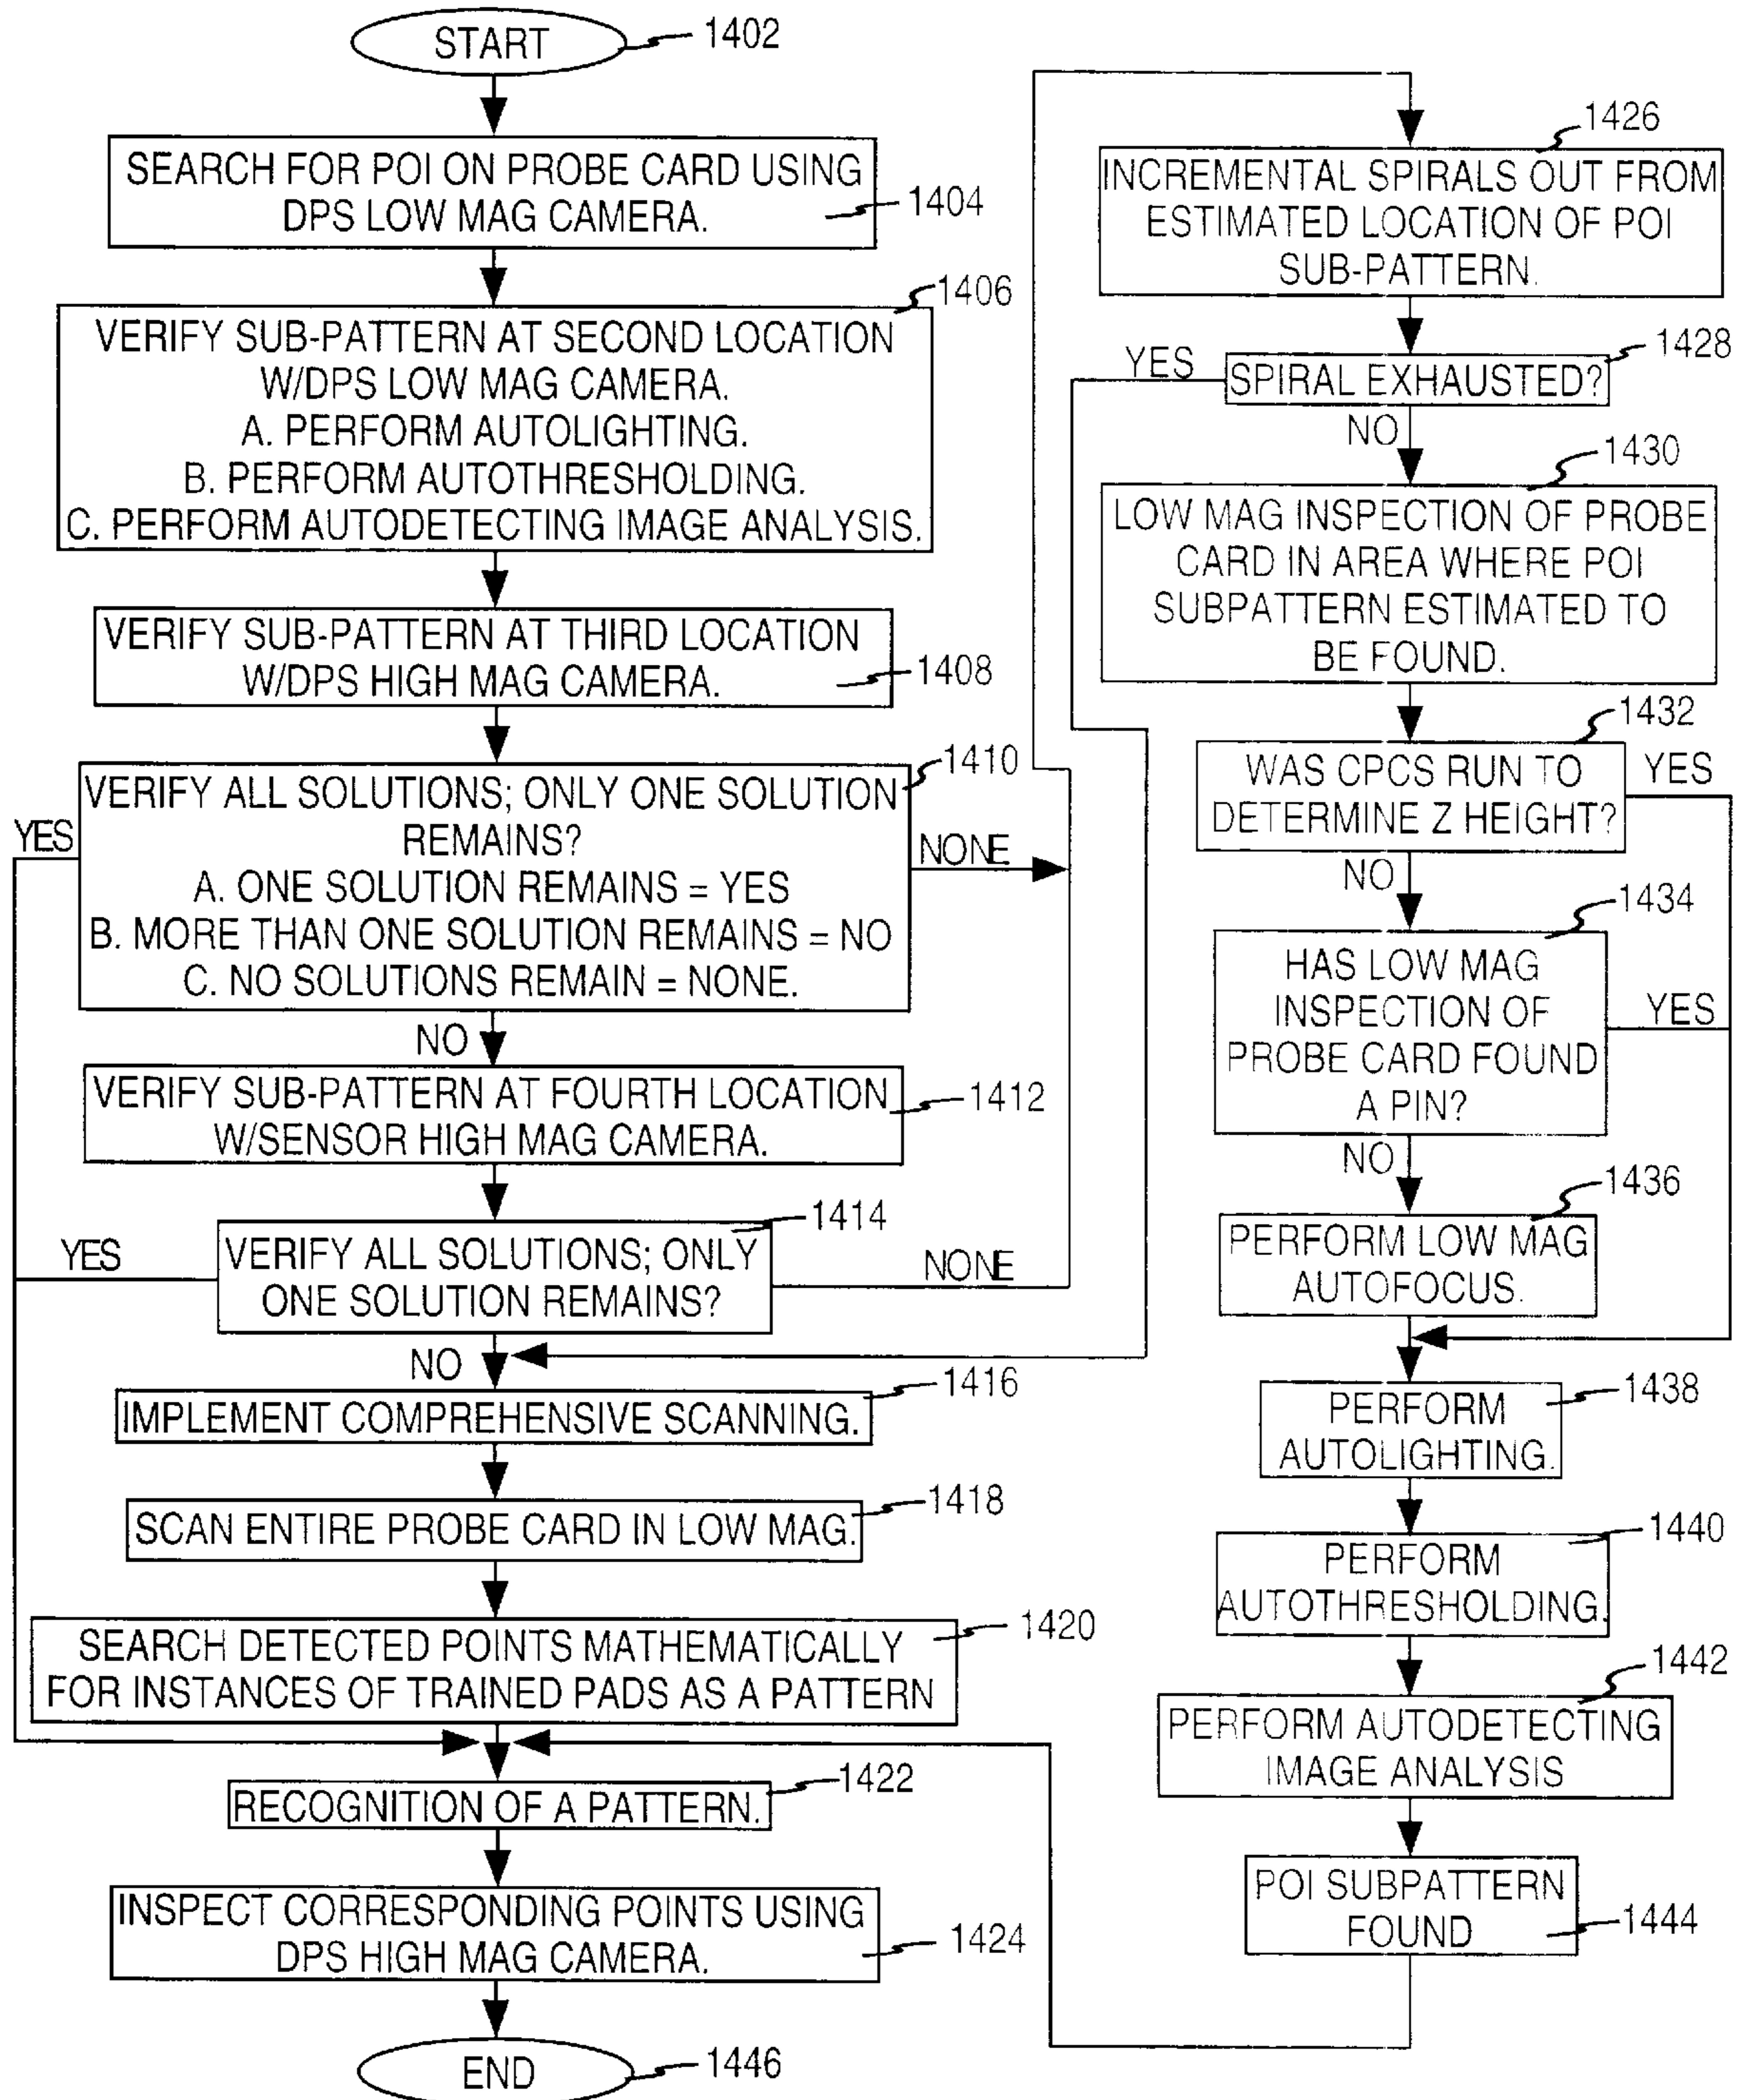 START
1402
SEARCH FOR POI ON PROBE CARD USING
DPS LOW MAG CAMERA.
1404
1406
VERIFY SUB-PATTERN AT SECOND LOCATION
W/DPS LOW MAG CAMERA.
A. PERFORM AUTOLIGHTING.
B. PERFORM AUTOTHRESHOLDING.
C. PERFORM AUTODETECTING IMAGE ANALYSIS.
VERIFY SUB-PATTERN AT THIRD LOCATION
W/DPS HIGH MAG CAMERA.
1408
1410
VERIFY ALL SOLUTIONS; ONLY ONE SOLUTION
REMAINS?
A. ONE SOLUTION REMAINS = YES
B. MORE THAN ONE SOLUTION REMAINS = NO
C. NO SOLUTIONS REMAIN = NONE.
YES
NONE
NO
VERIFY SUB-PATTERN AT FOURTH LOCATION
W/SENSOR HIGH MAG CAMERA.
1412
1414
VERIFY ALL SOLUTIONS; ONLY
ONE SOLUTION REMAINS?
YES
NONE
NO
1416
IMPLEMENT COMPREHENSIVE SCANNING.
1418
SCAN ENTIRE PROBE CARD IN LOW MAG.
1420
SEARCH DETECTED POINTS MATHEMATICALLY
FOR INSTANCES OF TRAINED PADS AS A PATTERN
1422
RECOGNITION OF A PATTERN.
INSPECT CORRESPONDING POINTS USING
DPS HIGH MAG CAMERA.
1424
END
1446
1426
INCREMENTAL SPIRALS OUT FROM
ESTIMATED LOCATION OF POI
SUB-PATTERN.
1428
YES
SPIRAL EXHAUSTED?
NO
1430
LOW MAG INSPECTION OF PROBE
CARD IN AREA WHERE POI
SUBPATTERN ESTIMATED TO
BE FOUND.
1432
WAS CPCS RUN TO
DETERMINE Z HEIGHT?
YES
NO
1434
HAS LOW MAG
INSPECTION OF
PROBE CARD FOUND
A PIN?
YES
NO
1436
PERFORM LOW MAG
AUTOFOCUS.
1438
PERFORM
AUTOLIGHTING.
1440
PERFORM
AUTOTHRESHOLDING.
1442
PERFORM AUTODETECTING
IMAGE ANALYSIS
POI SUBPATTERN
FOUND
1444